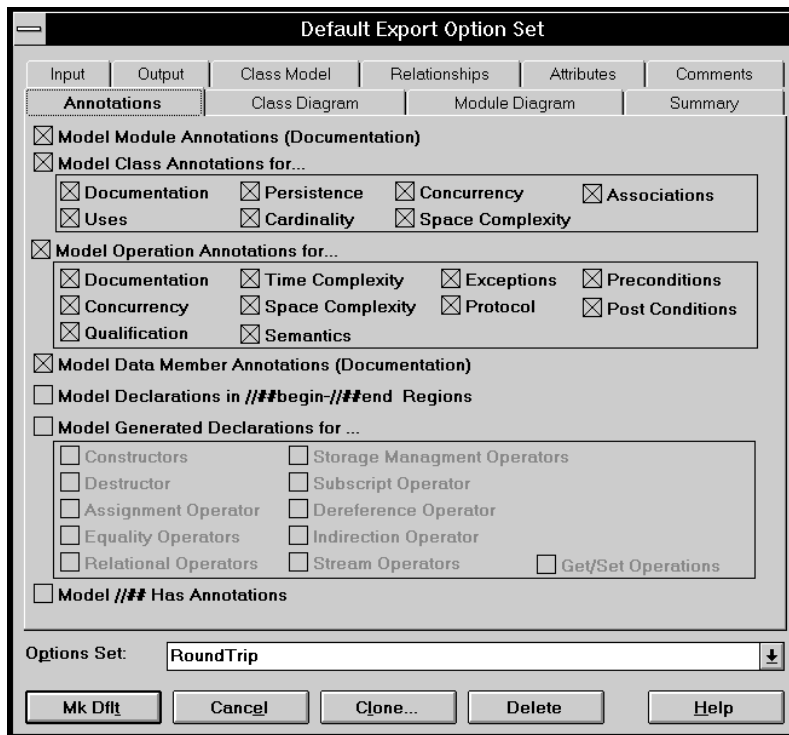 Default Export Option Set
Input Output Class Model Relationships Attributes Comments
Annotations Class Diagram Module Diagram Summary
Model Module Annotations (Documentation)
Model Class Annotations for...
Documentation Persistence Concurrency Associations
Uses Cardinality Space Complexity
Model Operation Annotations for...
Documentation Time Complexity Exceptions Preconditions
Concurrency Space Complexity Protocol Post Conditions
Qualification Semantics
Model Data Member Annotations (Documentation)
Model Declarations in //##begin-//##end Regions
Model Generated Declarations for ...
Constructors Storage Managment Operators
Destructor Subscript Operator
Assignment Operator Dereference Operator
Equality Operators Indirection Operator
Relational Operators Stream Operators Get/Set Operations
Model //## Has Annotations
Options Set: RoundTrip
Mk Dflt Cancel Clone... Delete Help